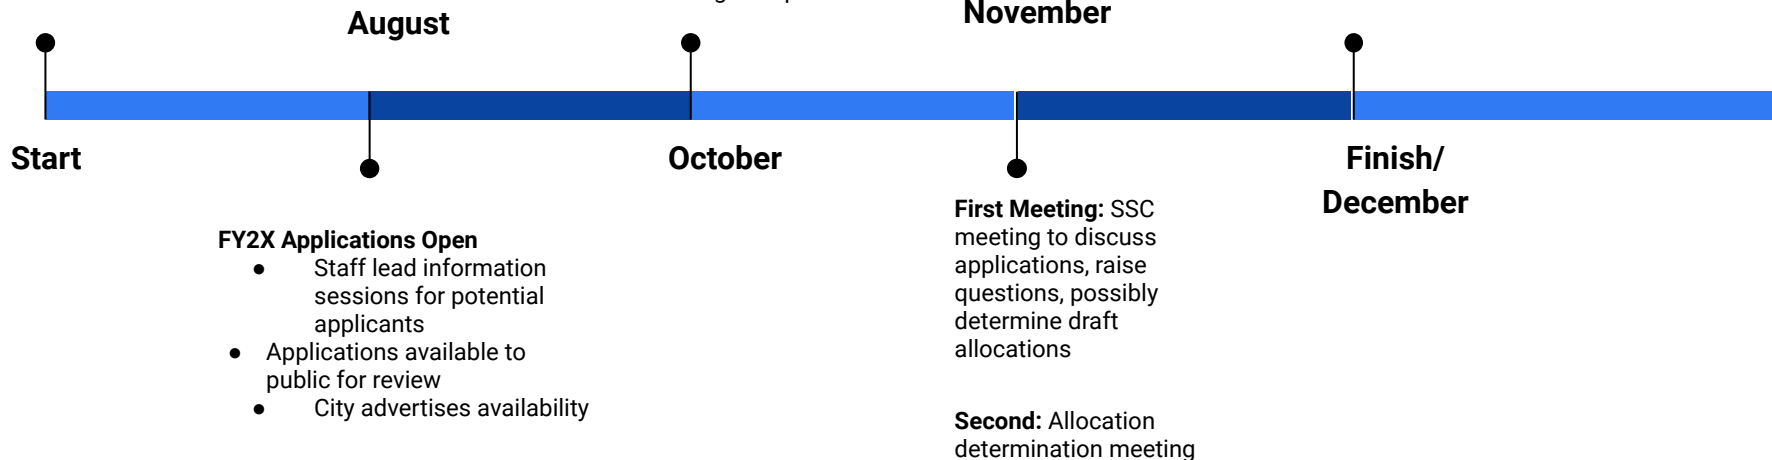 August
November
Start
October
Finish/
December
FY2X Applications Open
● Staff lead information
sessions for potential
applicants
● Applications available to
public for review
● City advertises availability
First Meeting: SSC
meeting to discuss
applications, raise
questions, possibly
determine draft
allocations
Second: Allocation
determination meeting